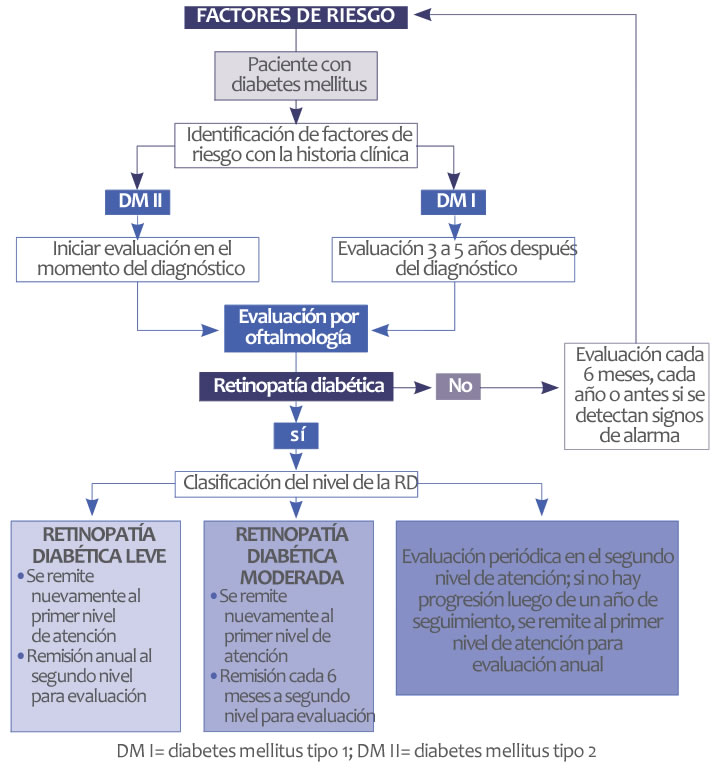 FACTORES DE RIESGO
Paciente con
diabetes mellitus
Identificación de factores de
riesgo con la historia clínica
DM II
DM I
Iniciar evaluación en el
momento del diagnóstico
Evaluación 3 a 5 años después
del diagnóstico
Evaluación por
oftalmología
Retinopatía diabética
No
Evaluación cada
6 meses, cada
año o antes si se
detectan signos
de alarma
sí
Clasificación del nivel de la RD
RETINOPATÍA
DIABÉTICA LEVE
• Se remite
nuevamente al
primer nivel
de atención
• Remisión anual al
segundo nivel
para evaluación
RETINOPATÍA
DIABÉTICA
MODERADA
• Se remite
nuevamente al
primer nivel de
atención
• Remisión cada 6
meses a segundo
nivel para evaluación
Evaluación periódica en el segundo
nivel de atención; si no hay
progresión luego de un año de
seguimiento, se remite al primer
nivel de atención para
evaluación anual
DM I= diabetes mellitus tipo 1; DM II= diabetes mellitus tipo 2